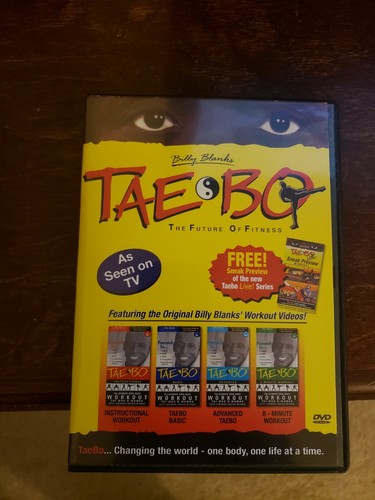 Billy Blanks
TAE BO
THE FUTURE OF FITNESS
As
Seen on
TV
FREE!
Sneak Preview
of the new
Taebo Live! Series
Sneak Preview
Featuring the Original Billy Blanks' Workout Videos!
TAE BO TAE BO TAE BO TAE BO
WORKOUT WORKOUT WORKOUT WORKOUT
INSTRUCTIONAL WORKOUT
TAEBO BASIC
ADVANCED TAEBO
8 - MINUTE WORKOUT
DVD
TaeBo... Changing the world - one body, one life at a time.